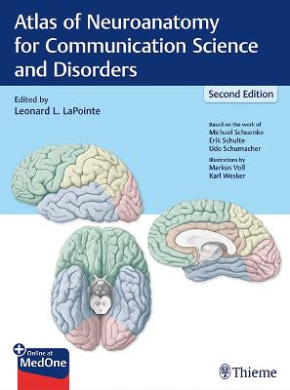 Atlas of Neuroanatomy
for Communication Science
and Disorders
Edited by
Leonard L. LaPointe
Second Edition
Based on the work of
Michael Schuenke
Erik Schulte
Udo Schumacher
Illustrations by
Markus Voll
Karl Wesker
+ Online at
MedOne
Thieme